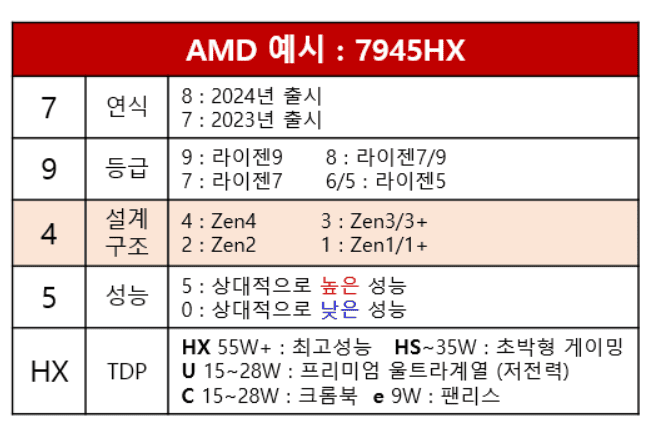 AMD 예시 : 7945HX
7 연식 8 : 2024년 출시
7 : 2023년 출시
9 등급 9 : 라이젠9 8 : 라이젠7/9
7 : 라이젠7 6/5 : 라이젠5
4 설계 구조 4 : Zen4 3 : Zen3/3+
2 : Zen2 1 : Zen1/1+
5 성능 5 : 상대적으로 높은 성능
0 : 상대적으로 낮은 성능
HX TDP HX 55W+ : 최고성능 HS~35W : 초박형 게이밍
U 15~28W : 프리미엄 울트라계열 (저전력)
C 15~28W : 크롬북 e 9W : 팬리스